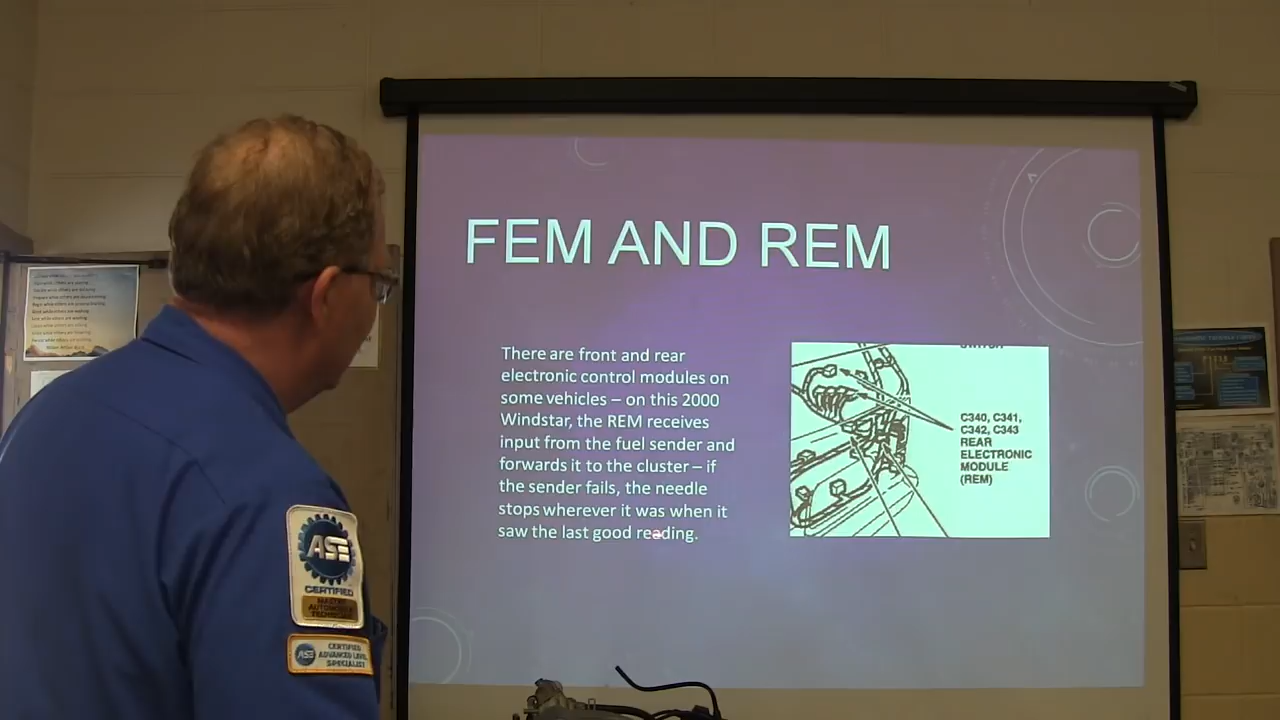 FEM AND REM
There are front and rear
electronic control modules on
some vehicles – on this 2000
Windstar, the REM receives
input from the fuel sender and
forwards it to the cluster – if
the sender fails, the needle
stops wherever it was when it
saw the last good reading.
C340, C341,
C342, C343
REAR
ELECTRONIC
MODULE
(REM)
ASE
CERTIFIED
MASTER
AUTOMOBILE
TECHNICIAN
ASE
CERTIFIED
ADVANCED LEVEL
SPECIALIST